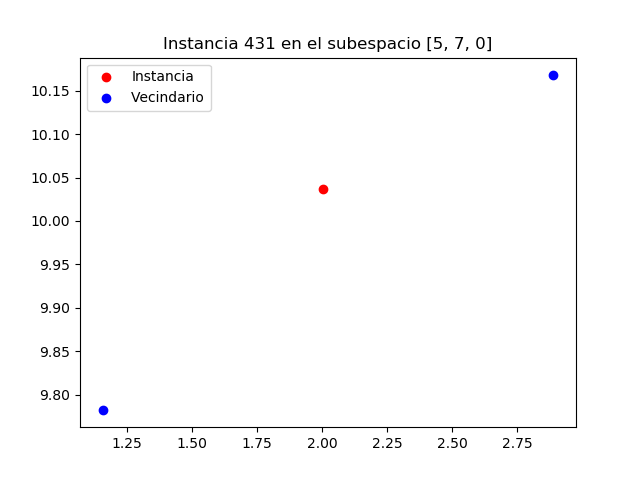 Instancia 431 en el subespacio [5, 7, 0]
Instancia
Vecindario
10.15
10.10
10.05
10.00
9.95
9.90
9.85
9.80
1.25 1.50 1.75 2.00 2.25 2.50 2.75